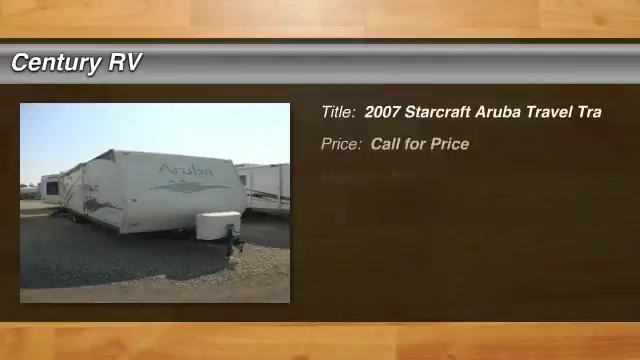 Century RV
Title: 2007 Starcraft Aruba Travel Tra
Price: Call for Price
Aruba